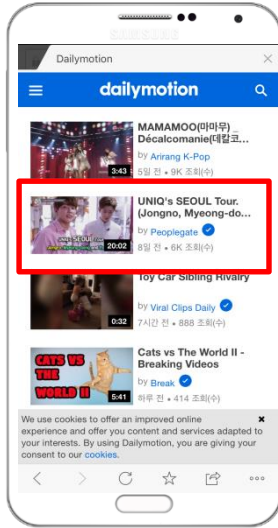 SAMSUNG
Dailymotion
dailymotion
MAMAMOO(마마무) _
Décalcomanie(데칼코...
by Arirang K-Pop
3:43
5일 전 • 9K 조회(수)
UNIQ's SEOUL Tour.
(Jongno, Myeong-do...
by Peoplegate
20:02
8일 전 • 6K 조회(수)
Toy Car Sibling Rivalry
by Viral Clips Daily
0:32
7시간 전 • 888 조회(수)
CATS VS
THE
WORLD II
5:41
Cats vs The World II -
Breaking Videos
by Break
하루 전 • 414 조회(수)
We use cookies to offer an improved online
experience and offer you content and services adapted to
your interests. By using Dailymotion, you are giving your
consent to our cookies.